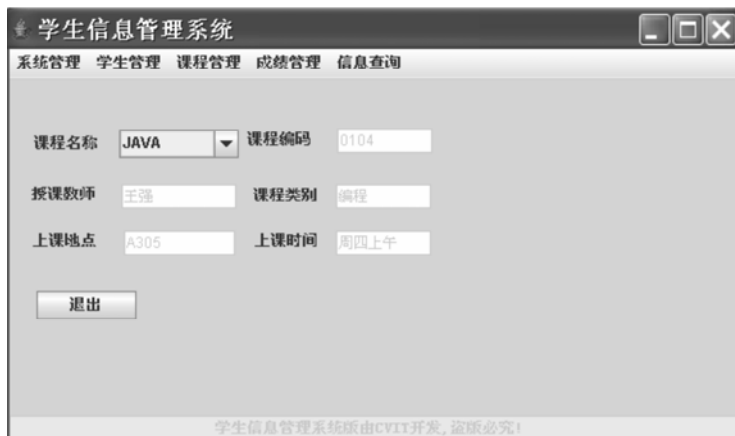 学生信息管理系统
系统管理 学生管理 课程管理 成绩管理 信息查询
课程名称 JAVA 课程编码 0104
授课教师 王强 课程类别 编程
上课地点 A305 上课时间 周四上午
退出
学生信息管理系统版由CVIT开发,盗版必究!